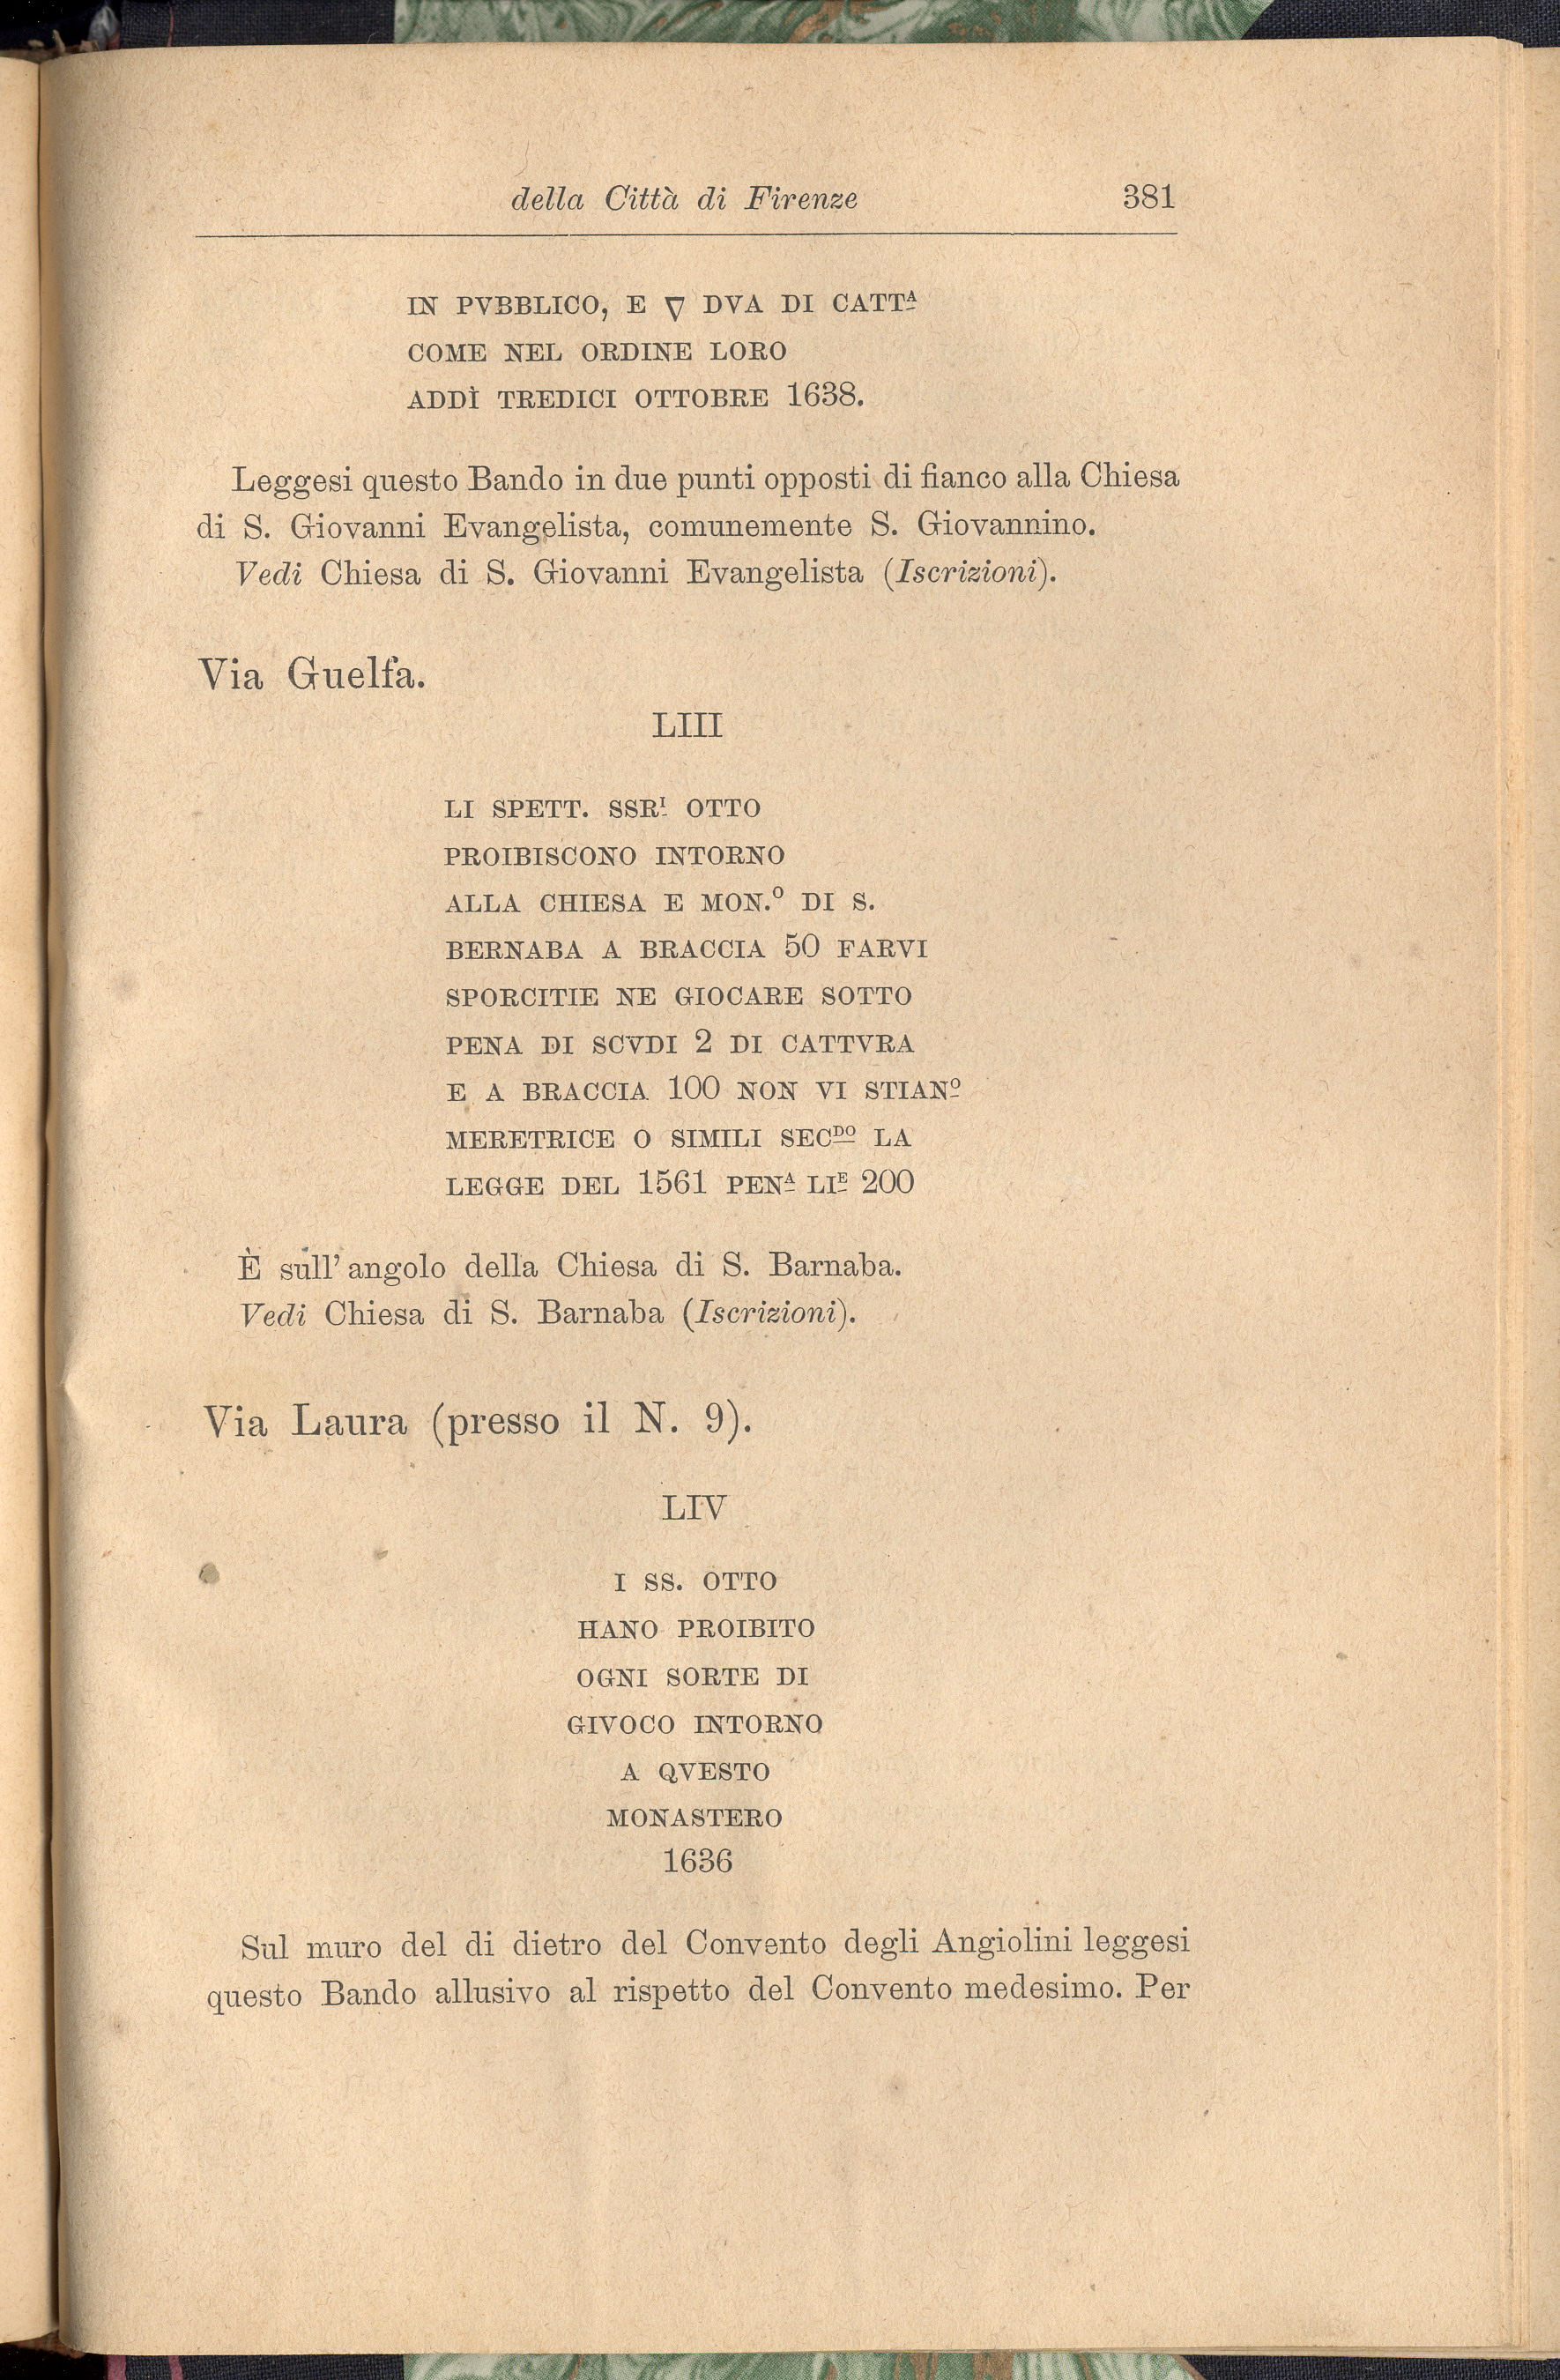 della Città di Firenze 381
IN PVBBLICO, E ∇ DVA DI CATTᴬ
COME NEL ORDINE LORO
ADDÌ TREDICI OTTOBRE 1638.
Leggesi questo Bando in due punti opposti di fianco alla Chiesa
di S. Giovanni Evangelista, comunemente S. Giovannino.
Vedi Chiesa di S. Giovanni Evangelista (Iscrizioni).
Via Guelfa.
LIII
LI SPETT. SSRᴵ OTTO
PROIBISCONO INTORNO
ALLA CHIESA E MON.º DI S.
BERNABA A BRACCIA 50 FARVI
SPORCITIE NE GIOCARE SOTTO
PENA DI SCVDI 2 DI CATTVRA
E A BRACCIA 100 NON VI STIANº
MERETRICE O SIMILI SECᴰᴼ LA
LEGGE DEL 1561 PENᴬ LIᴱ 200
È sull' angolo della Chiesa di S. Barnaba.
Vedi Chiesa di S. Barnaba (Iscrizioni).
Via Laura (presso il N. 9).
LIV
I SS. OTTO
HANO PROIBITO
OGNI SORTE DI
GIVOCO INTORNO
A QVESTO
MONASTERO
1636
Sul muro del di dietro del Convento degli Angiolini leggesi
questo Bando allusivo al rispetto del Convento medesimo. Per